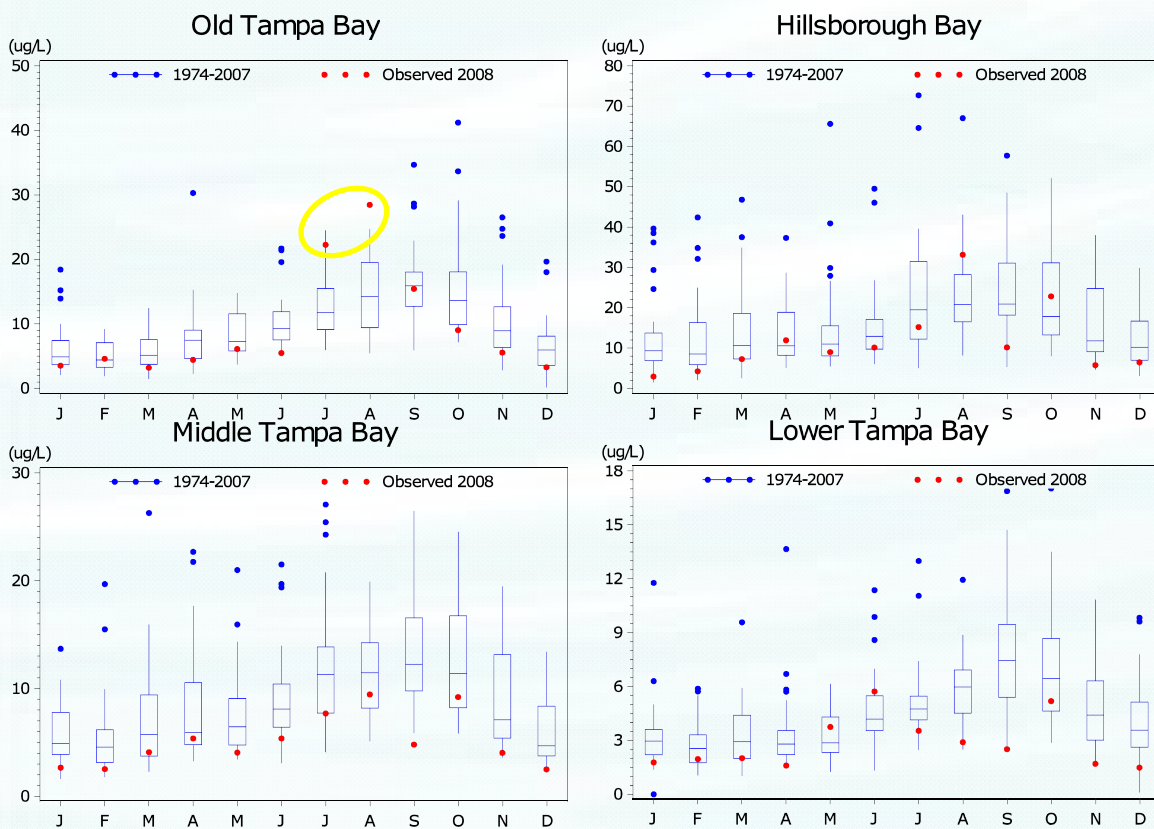 Old Tampa Bay
(ug/L)
1974-2007 Observed 2008
50
40
30
20
10
0
J F M A M J J A S O N D
Hillsborough Bay
(ug/L)
1974-2007 Observed 2008
80
70
60
50
40
30
20
10
0
J F M A M J J A S O N D
Middle Tampa Bay
(ug/L)
1974-2007 Observed 2008
30
20
10
0
J F M A M J J A S O N D
Lower Tampa Bay
(ug/L)
1974-2007 Observed 2008
18
15
12
9
6
3
0
J F M A M J J A S O N D